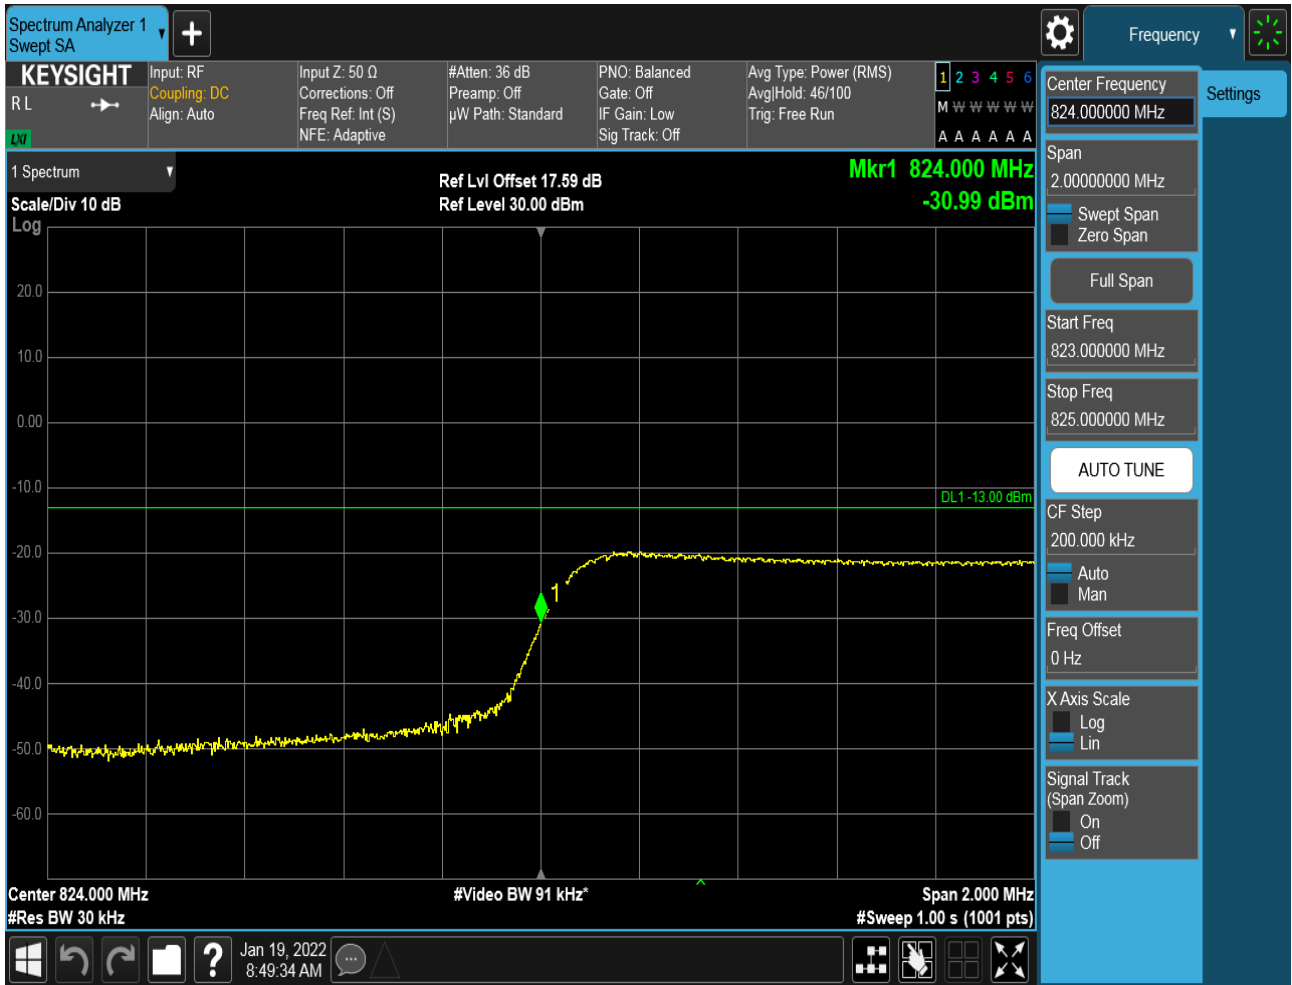 Spectrum Analyzer 1
Swept SA
Frequency
KEYSIGHT
R L
LXI
Input: RF
Coupling: DC
Align: Auto
Input Z: 50 Ω
Corrections: Off
Freq Ref: Int (S)
NFE: Adaptive
#Atten: 36 dB
Preamp: Off
µW Path: Standard
PNO: Balanced
Gate: Off
IF Gain: Low
Sig Track: Off
Avg Type: Power (RMS)
Avg|Hold: 46/100
Trig: Free Run
1 2 3 4 5 6
M W W W W W
A A A A A A
1 Spectrum
Scale/Div 10 dB
Log
Ref Lvl Offset 17.59 dB
Ref Level 30.00 dBm
Mkr1 824.000 MHz
-30.99 dBm
20.0
10.0
0.00
-10.0
-20.0
-30.0
-40.0
-50.0
-60.0
DL1 -13.00 dBm
1
Center 824.000 MHz
#Res BW 30 kHz
#Video BW 91 kHz*
Span 2.000 MHz
#Sweep 1.00 s (1001 pts)
Jan 19, 2022
8:49:34 AM
?
Center Frequency
824.000000 MHz
Settings
Span
2.00000000 MHz
Swept Span
Zero Span
Full Span
Start Freq
823.000000 MHz
Stop Freq
825.000000 MHz
AUTO TUNE
CF Step
200.000 kHz
Auto
Man
Freq Offset
0 Hz
X Axis Scale
Log
Lin
Signal Track
(Span Zoom)
On
Off